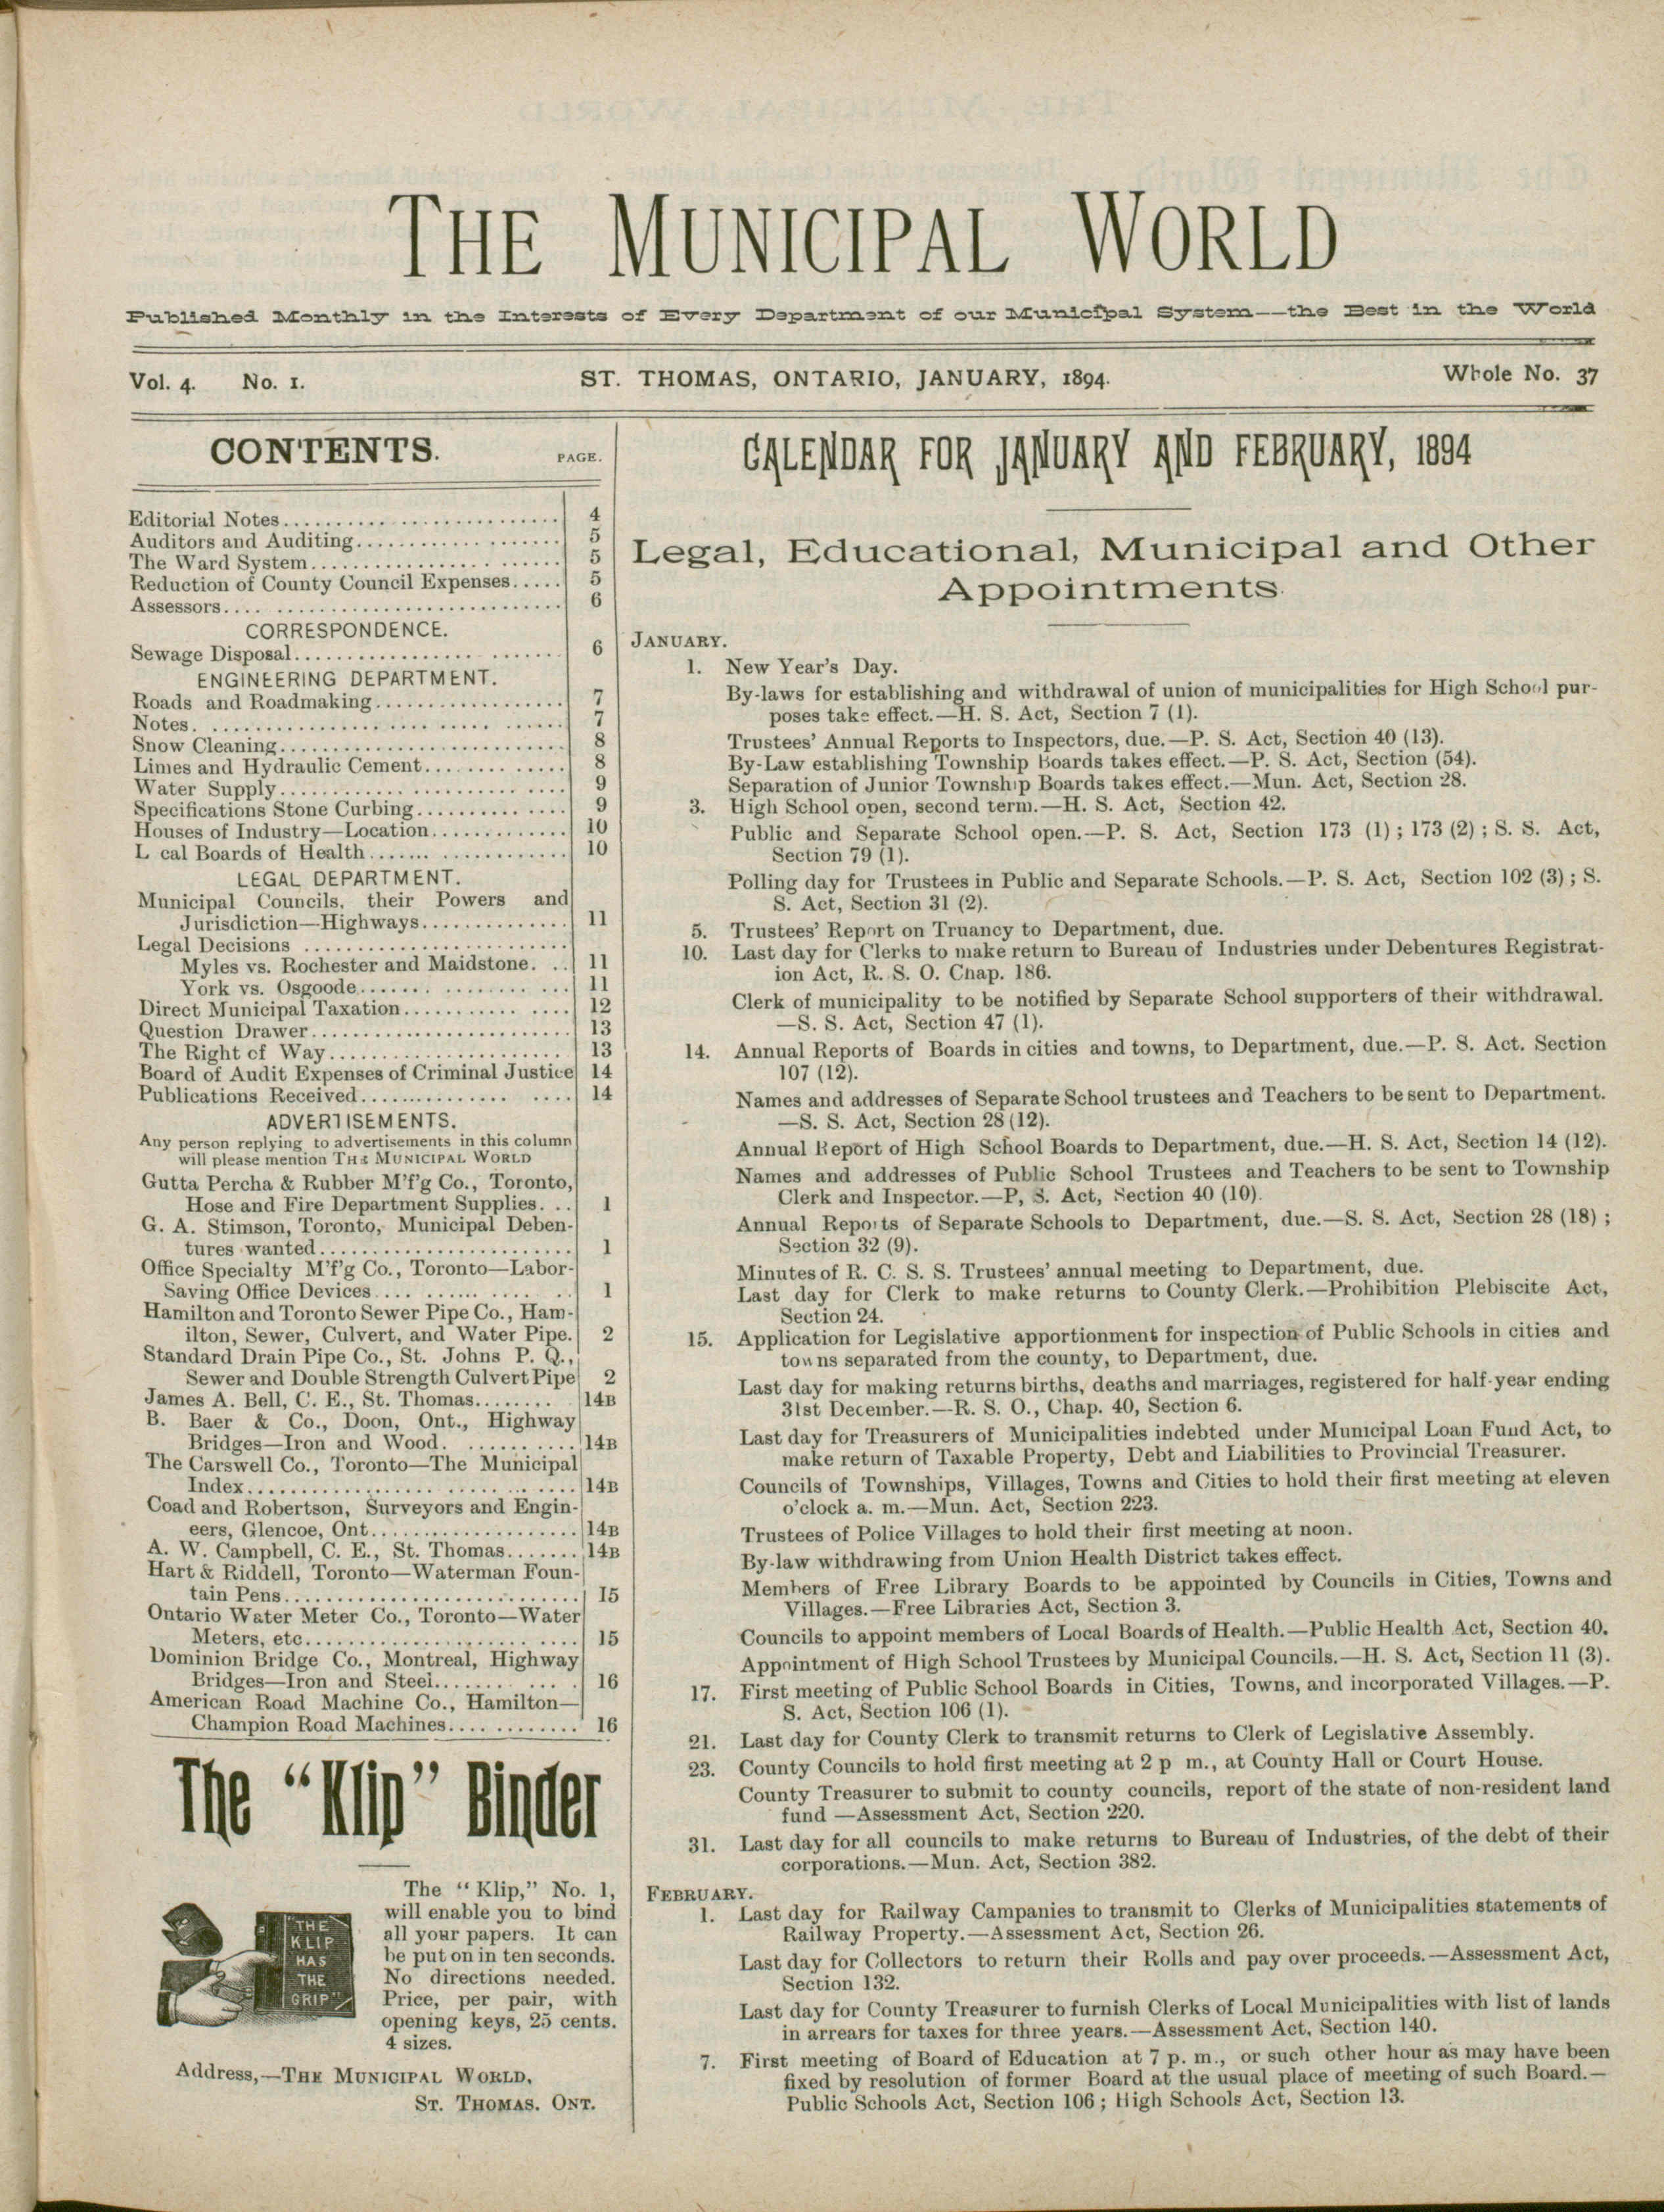 THE MUNICIPAL WORLD
Published Monthly in the Interests of Every Department of our Municipal System--the Best in the World
Vol. 4. No. 1.
ST. THOMAS, ONTARIO, JANUARY, 1894.
Whole No. 37
CONTENTS.
PAGE.
Editorial Notes 4
Auditors and Auditing 5
The Ward System 5
Reduction of County Council Expenses 5
Assessors 6
CORRESPONDENCE.
Sewage Disposal 6
ENGINEERING DEPARTMENT.
Roads and Roadmaking 7
Notes. 7
Snow Cleaning 8
Limes and Hydraulic Cement 8
Water Supply 9
Specifications Stone Curbing 9
Houses of Industry—Location 10
L cal Boards of Health 10
LEGAL DEPARTMENT.
Municipal Councils, their Powers and
Jurisdiction—Highways 11
Legal Decisions
Myles vs. Rochester and Maidstone. 11
York vs. Osgoode 11
Direct Municipal Taxation 12
Question Drawer 13
The Right of Way 13
Board of Audit Expenses of Criminal Justice 14
Publications Received 14
ADVERTISEMENTS.
Any person replying to advertisements in this column
will please mention THE MUNICIPAL WORLD
Gutta Percha & Rubber M'f'g Co., Toronto,
Hose and Fire Department Supplies. 1
G. A. Stimson, Toronto, Municipal Deben-
tures wanted 1
Office Specialty M'f'g Co., Toronto—Labor-
Saving Office Devices 1
Hamilton and Toronto Sewer Pipe Co., Ham-
ilton, Sewer, Culvert, and Water Pipe. 2
Standard Drain Pipe Co., St. Johns P. Q.,
Sewer and Double Strength Culvert Pipe 2
James A. Bell, C. E., St. Thomas 14B
B. Baer & Co., Doon, Ont., Highway
Bridges—Iron and Wood. 14B
The Carswell Co., Toronto—The Municipal
Index 14B
Coad and Robertson, Surveyors and Engin-
eers, Glencoe, Ont. 14B
A. W. Campbell, C. E., St. Thomas 14B
Hart & Riddell, Toronto—Waterman Foun-
tain Pens 15
Ontario Water Meter Co., Toronto—Water
Meters, etc. 15
Dominion Bridge Co., Montreal, Highway
Bridges—Iron and Steel 16
American Road Machine Co., Hamilton—
Champion Road Machines 16
The "Klip" Binder
THE
KLIP
HAS
THE
GRIP"
The "Klip," No. 1,
will enable you to bind
all your papers. It can
be put on in ten seconds.
No directions needed.
Price, per pair, with
opening keys, 25 cents.
4 sizes.
Address,—THE MUNICIPAL WORLD,
ST. THOMAS. ONT.
CALENDAR FOR JANUARY AND FEBRUARY, 1894
Legal, Educational, Municipal and Other
Appointments.
JANUARY.
1. New Year's Day.
By-laws for establishing and withdrawal of union of municipalities for High School pur-
poses take effect.—H. S. Act, Section 7 (1).
Trustees' Annual Reports to Inspectors, due.—P. S. Act, Section 40 (13).
By-Law establishing Township Boards takes effect.—P. S. Act, Section (54).
Separation of Junior Township Boards takes effect.—Mun. Act, Section 28.
3. High School open, second term.—H. S. Act, Section 42.
Public and Separate School open.—P. S. Act, Section 173 (1); 173 (2); S. S. Act,
Section 79 (1).
Polling day for Trustees in Public and Separate Schools.—P. S. Act, Section 102 (3); S.
S. Act, Section 31 (2).
5. Trustees' Report on Truancy to Department, due.
10. Last day for Clerks to make return to Bureau of Industries under Debentures Registrat-
ion Act, R. S. O. Chap. 186.
Clerk of municipality to be notified by Separate School supporters of their withdrawal.
—S. S. Act, Section 47 (1).
14. Annual Reports of Boards in cities and towns, to Department, due.—P. S. Act. Section
107 (12).
Names and addresses of Separate School trustees and Teachers to be sent to Department.
—S. S. Act, Section 28 (12).
Annual Report of High School Boards to Department, due.—H. S. Act, Section 14 (12).
Names and addresses of Public School Trustees and Teachers to be sent to Township
Clerk and Inspector.—P, S. Act, Section 40 (10).
Annual Reports of Separate Schools to Department, due.—S. S. Act, Section 28 (18);
Section 32 (9).
Minutes of R. C. S. S. Trustees' annual meeting to Department, due.
Last day for Clerk to make returns to County Clerk.—Prohibition Plebiscite Act,
Section 24.
15. Application for Legislative apportionment for inspection of Public Schools in cities and
towns separated from the county, to Department, due.
Last day for making returns births, deaths and marriages, registered for half-year ending
31st December.—R. S. O., Chap. 40, Section 6.
Last day for Treasurers of Municipalities indebted under Municipal Loan Fund Act, to
make return of Taxable Property, Debt and Liabilities to Provincial Treasurer.
Councils of Townships, Villages, Towns and Cities to hold their first meeting at eleven
o'clock a. m.—Mun. Act, Section 223.
Trustees of Police Villages to hold their first meeting at noon.
By-law withdrawing from Union Health District takes effect.
Members of Free Library Boards to be appointed by Councils in Cities, Towns and
Villages.—Free Libraries Act, Section 3.
Councils to appoint members of Local Boards of Health.—Public Health Act, Section 40.
Appointment of High School Trustees by Municipal Councils.—H. S. Act, Section 11 (3).
17. First meeting of Public School Boards in Cities, Towns, and incorporated Villages.—P.
S. Act, Section 106 (1).
21. Last day for County Clerk to transmit returns to Clerk of Legislative Assembly.
23. County Councils to hold first meeting at 2 p m., at County Hall or Court House.
County Treasurer to submit to county councils, report of the state of non-resident land
fund —Assessment Act, Section 220.
31. Last day for all councils to make returns to Bureau of Industries, of the debt of their
corporations.—Mun. Act, Section 382.
FEBRUARY.
1. Last day for Railway Campanies to transmit to Clerks of Municipalities statements of
Railway Property.—Assessment Act, Section 26.
Last day for Collectors to return their Rolls and pay over proceeds.—Assessment Act,
Section 132.
Last day for County Treasurer to furnish Clerks of Local Municipalities with list of lands
in arrears for taxes for three years.—Assessment Act, Section 140.
7. First meeting of Board of Education at 7 p. m., or such other hour as may have been
fixed by resolution of former Board at the usual place of meeting of such Board.—
Public Schools Act, Section 106; High Schools Act, Section 13.